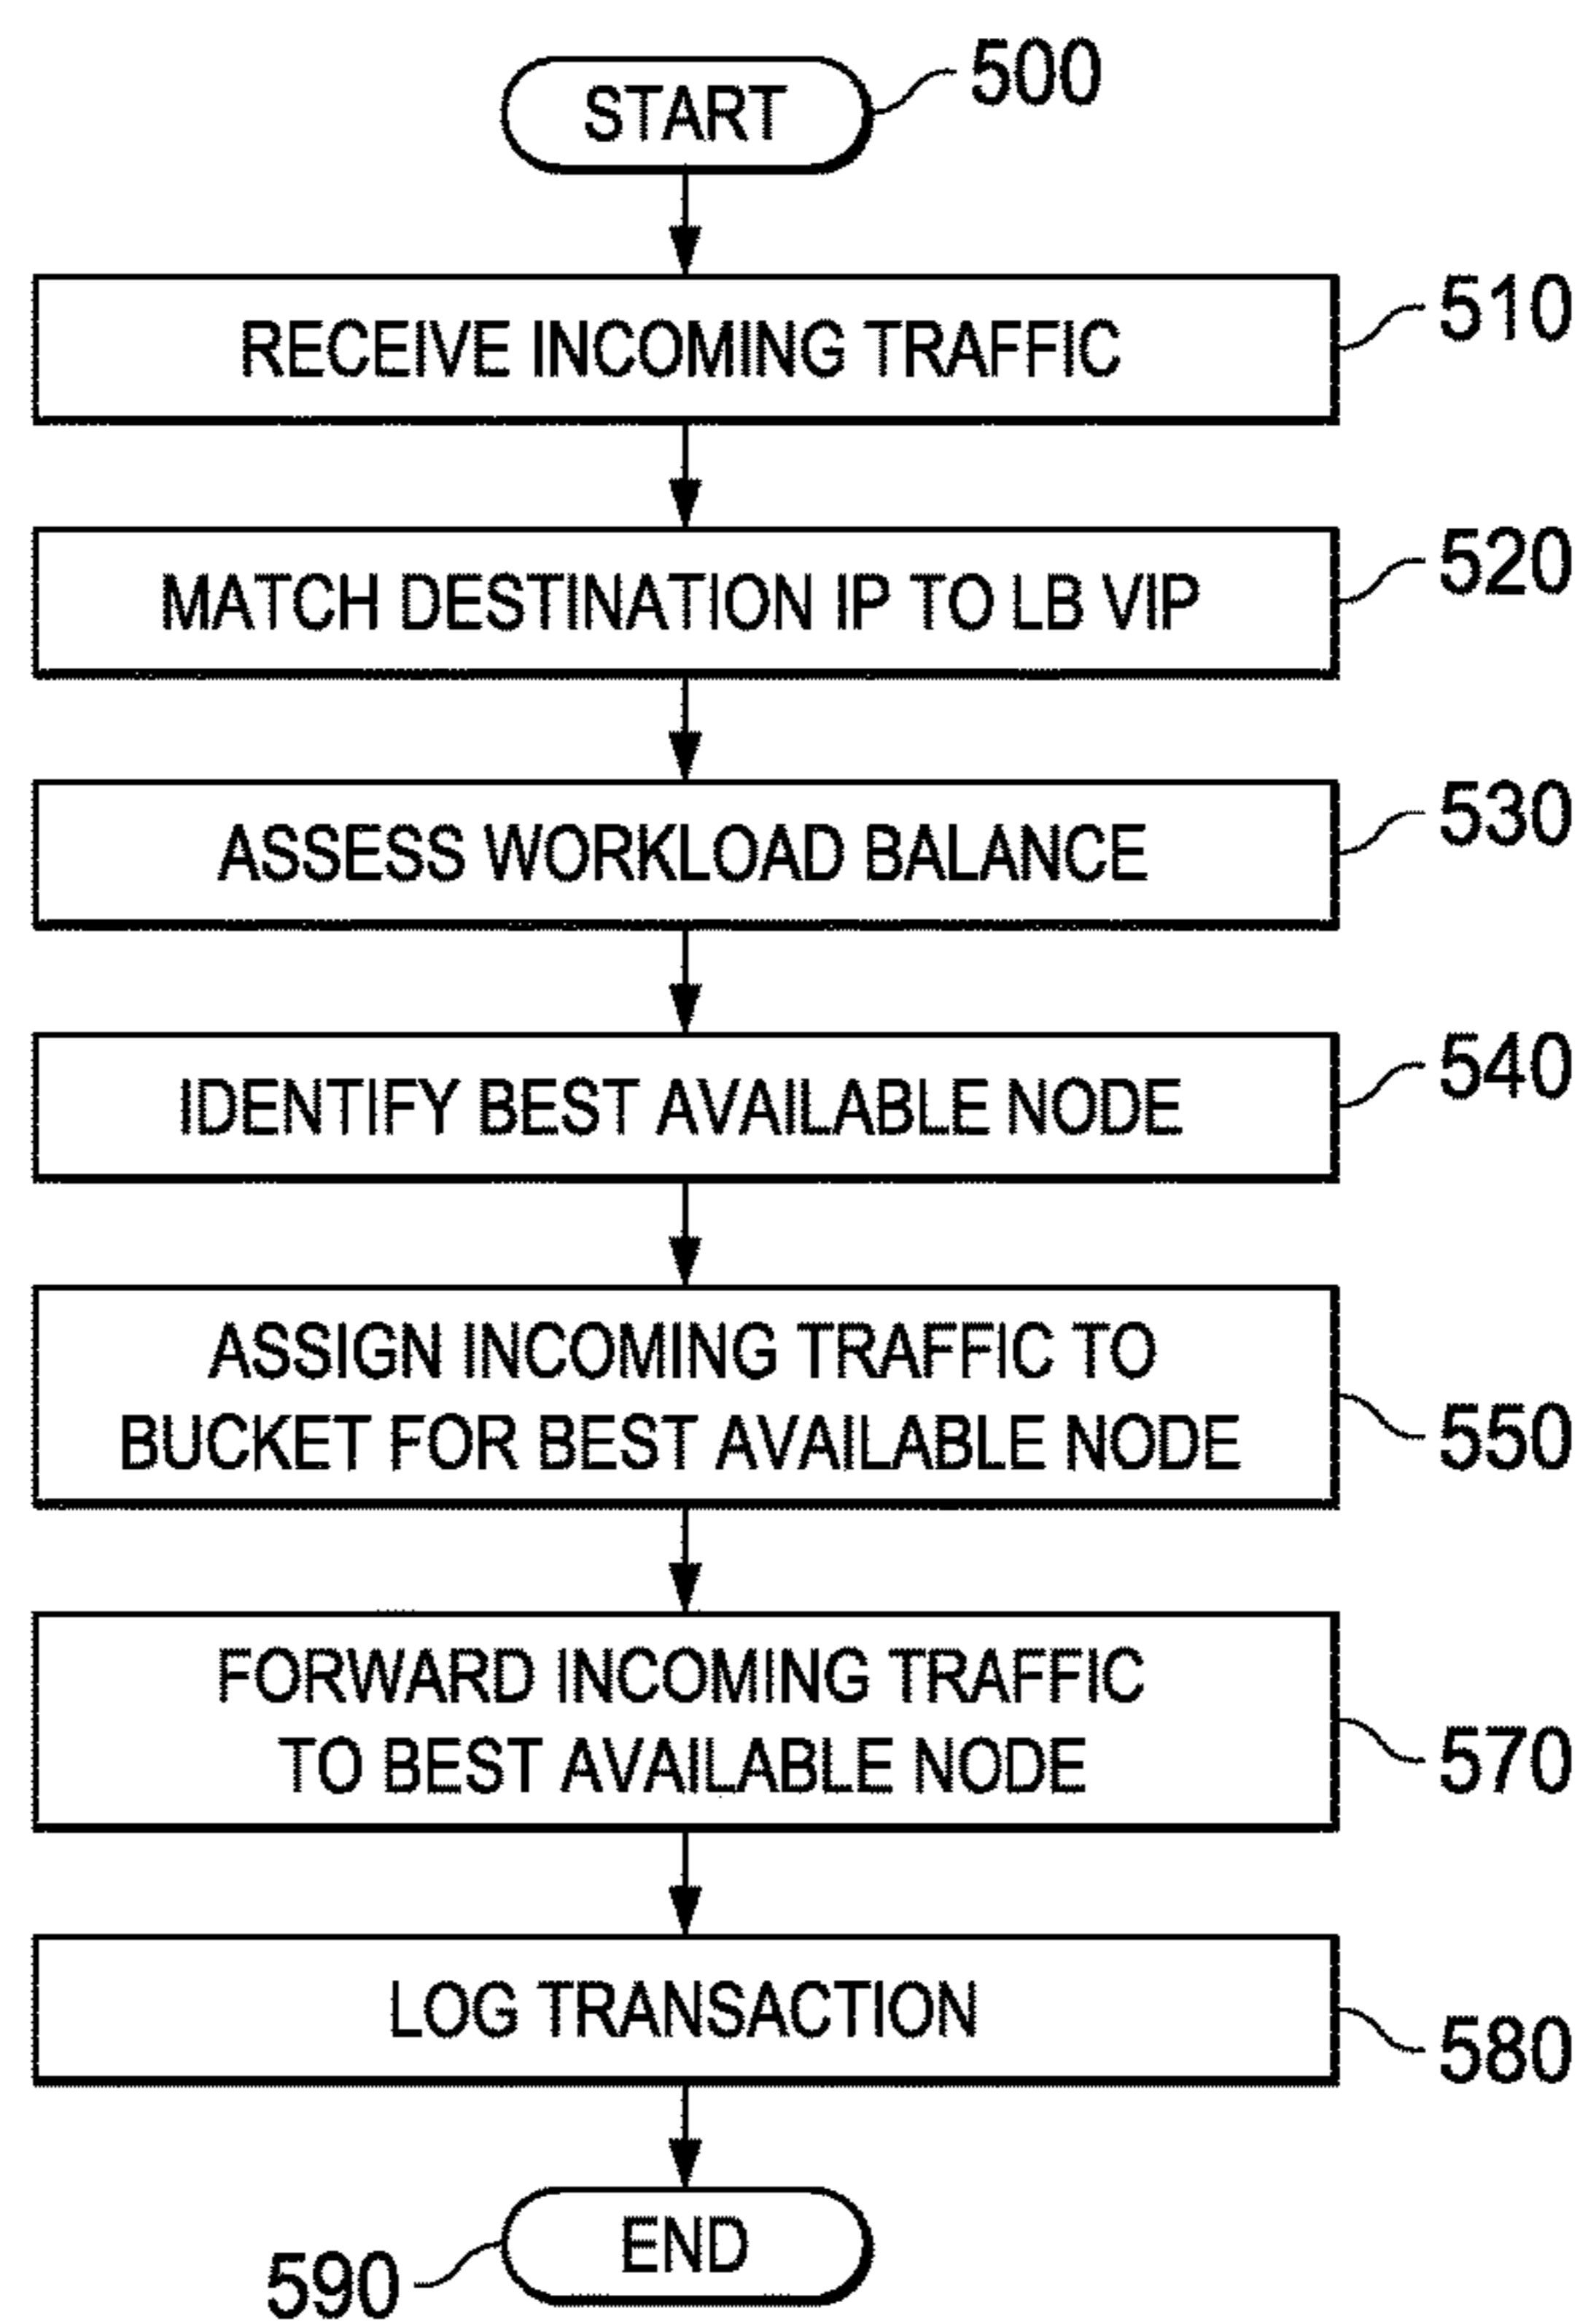 START
500
RECEIVE INCOMING TRAFFIC
510
MATCH DESTINATION IP TO LB VIP
520
ASSESS WORKLOAD BALANCE
530
IDENTIFY BEST AVAILABLE NODE
540
ASSIGN INCOMING TRAFFIC TO
BUCKET FOR BEST AVAILABLE NODE
550
FORWARD INCOMING TRAFFIC
TO BEST AVAILABLE NODE
570
LOG TRANSACTION
580
END
590